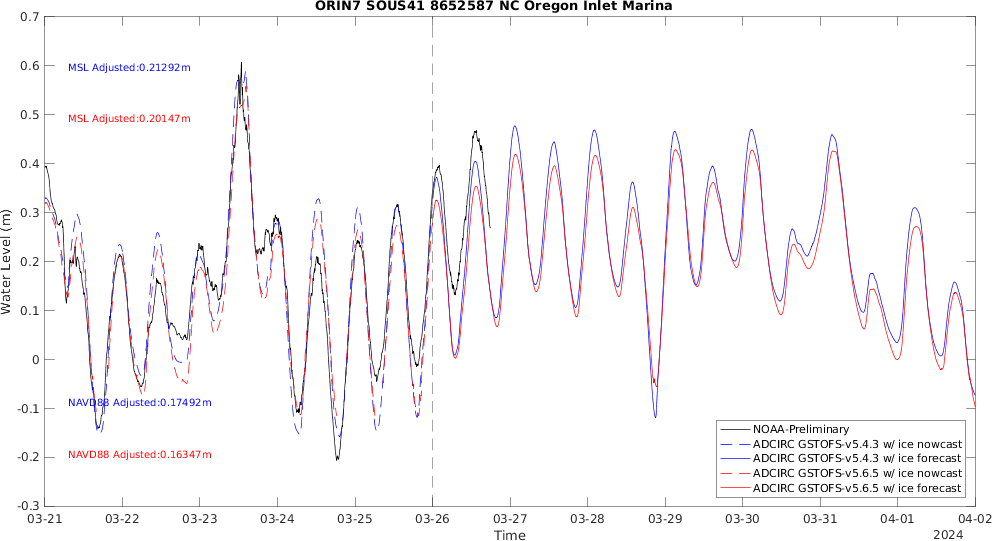 ORIN7 SOUS41 8652587 NC Oregon Inlet Marina
0.7
0.6
0.5
0.4
0.3
0.2
0.1
0
-0.1
-0.2
-0.3
Water Level (m)
MSL Adjusted:0.21292m
MSL Adjusted:0.20147m
NAVD88 Adjusted:0.17492m
NAVD88 Adjusted:0.16347m
NOAA-Preliminary
ADCIRC GSTOFS-v5.4.3 w/ ice nowcast
ADCIRC GSTOFS-v5.4.3 w/ ice forecast
ADCIRC GSTOFS-v5.6.5 w/ ice nowcast
ADCIRC GSTOFS-v5.6.5 w/ ice forecast
03-21 03-22 03-23 03-24 03-25 03-26 03-27 03-28 03-29 03-30 03-31 04-01 04-02
Time
2024